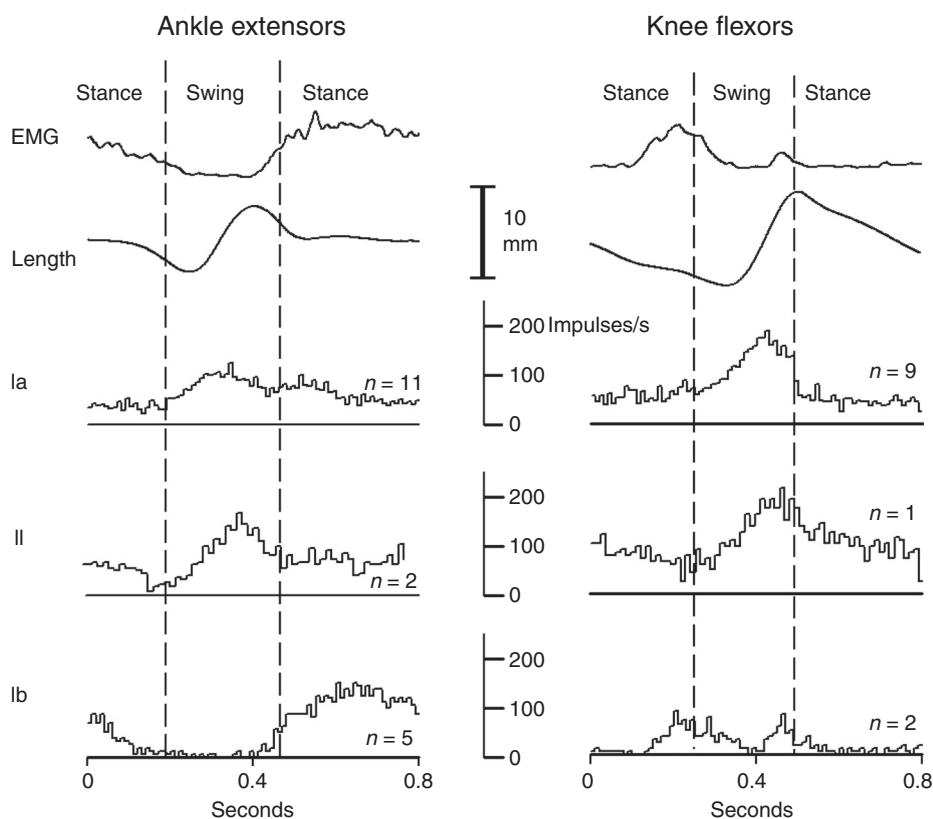 Ankle extensors
Knee flexors
Stance Swing Stance
Stance Swing Stance
EMG
10
mm
Length
200 Impulses/s
100
0
Ia
n = 11
n = 9
200
100
0
II
n = 2
n = 1
200
100
0
Ib
n = 5
n = 2
0 0.4 0.8
Seconds
0 0.4 0.8
Seconds